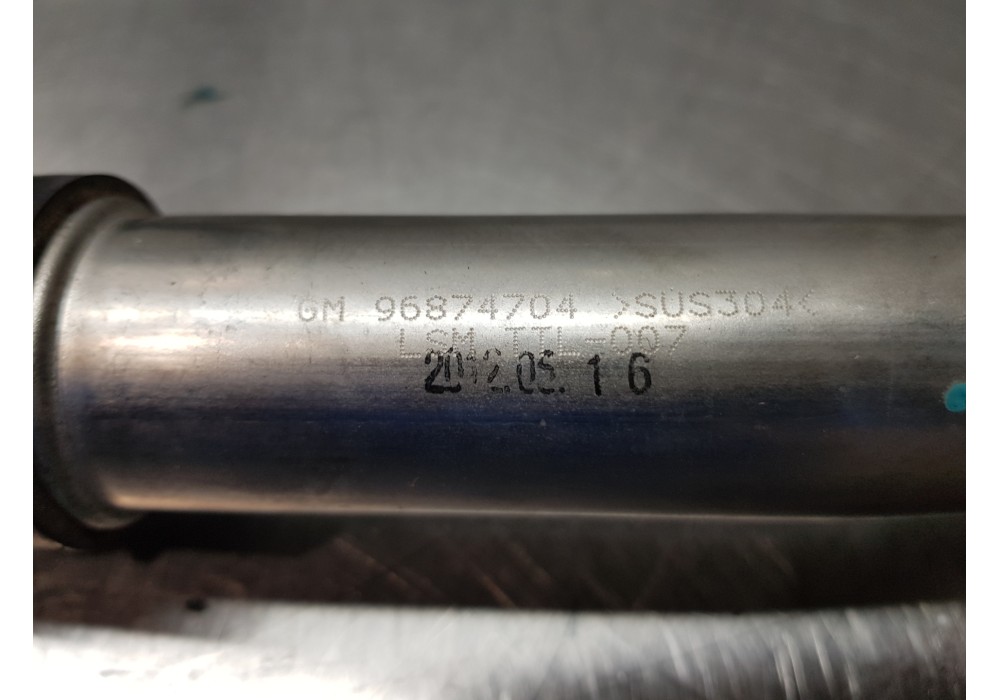 GM 96874704 >SUS304<
LSM TTL-007
2012.05.16